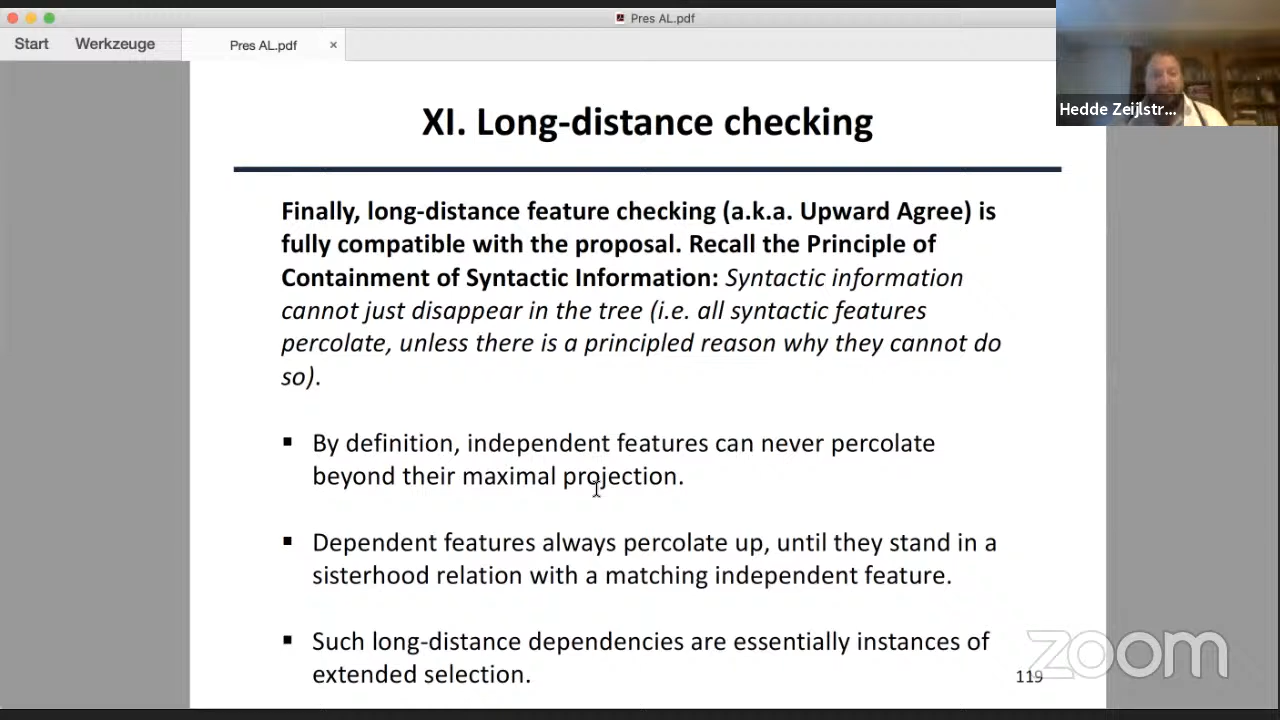 Pres AL.pdf
Start Werkzeuge Pres AL.pdf ×
Hedde Zeijlstr...
XI. Long-distance checking
Finally, long-distance feature checking (a.k.a. Upward Agree) is
fully compatible with the proposal. Recall the Principle of
Containment of Syntactic Information: Syntactic information
cannot just disappear in the tree (i.e. all syntactic features
percolate, unless there is a principled reason why they cannot do
so).
▪ By definition, independent features can never percolate
beyond their maximal projection.
▪ Dependent features always percolate up, until they stand in a
sisterhood relation with a matching independent feature.
▪ Such long-distance dependencies are essentially instances of
extended selection.
119
zoom